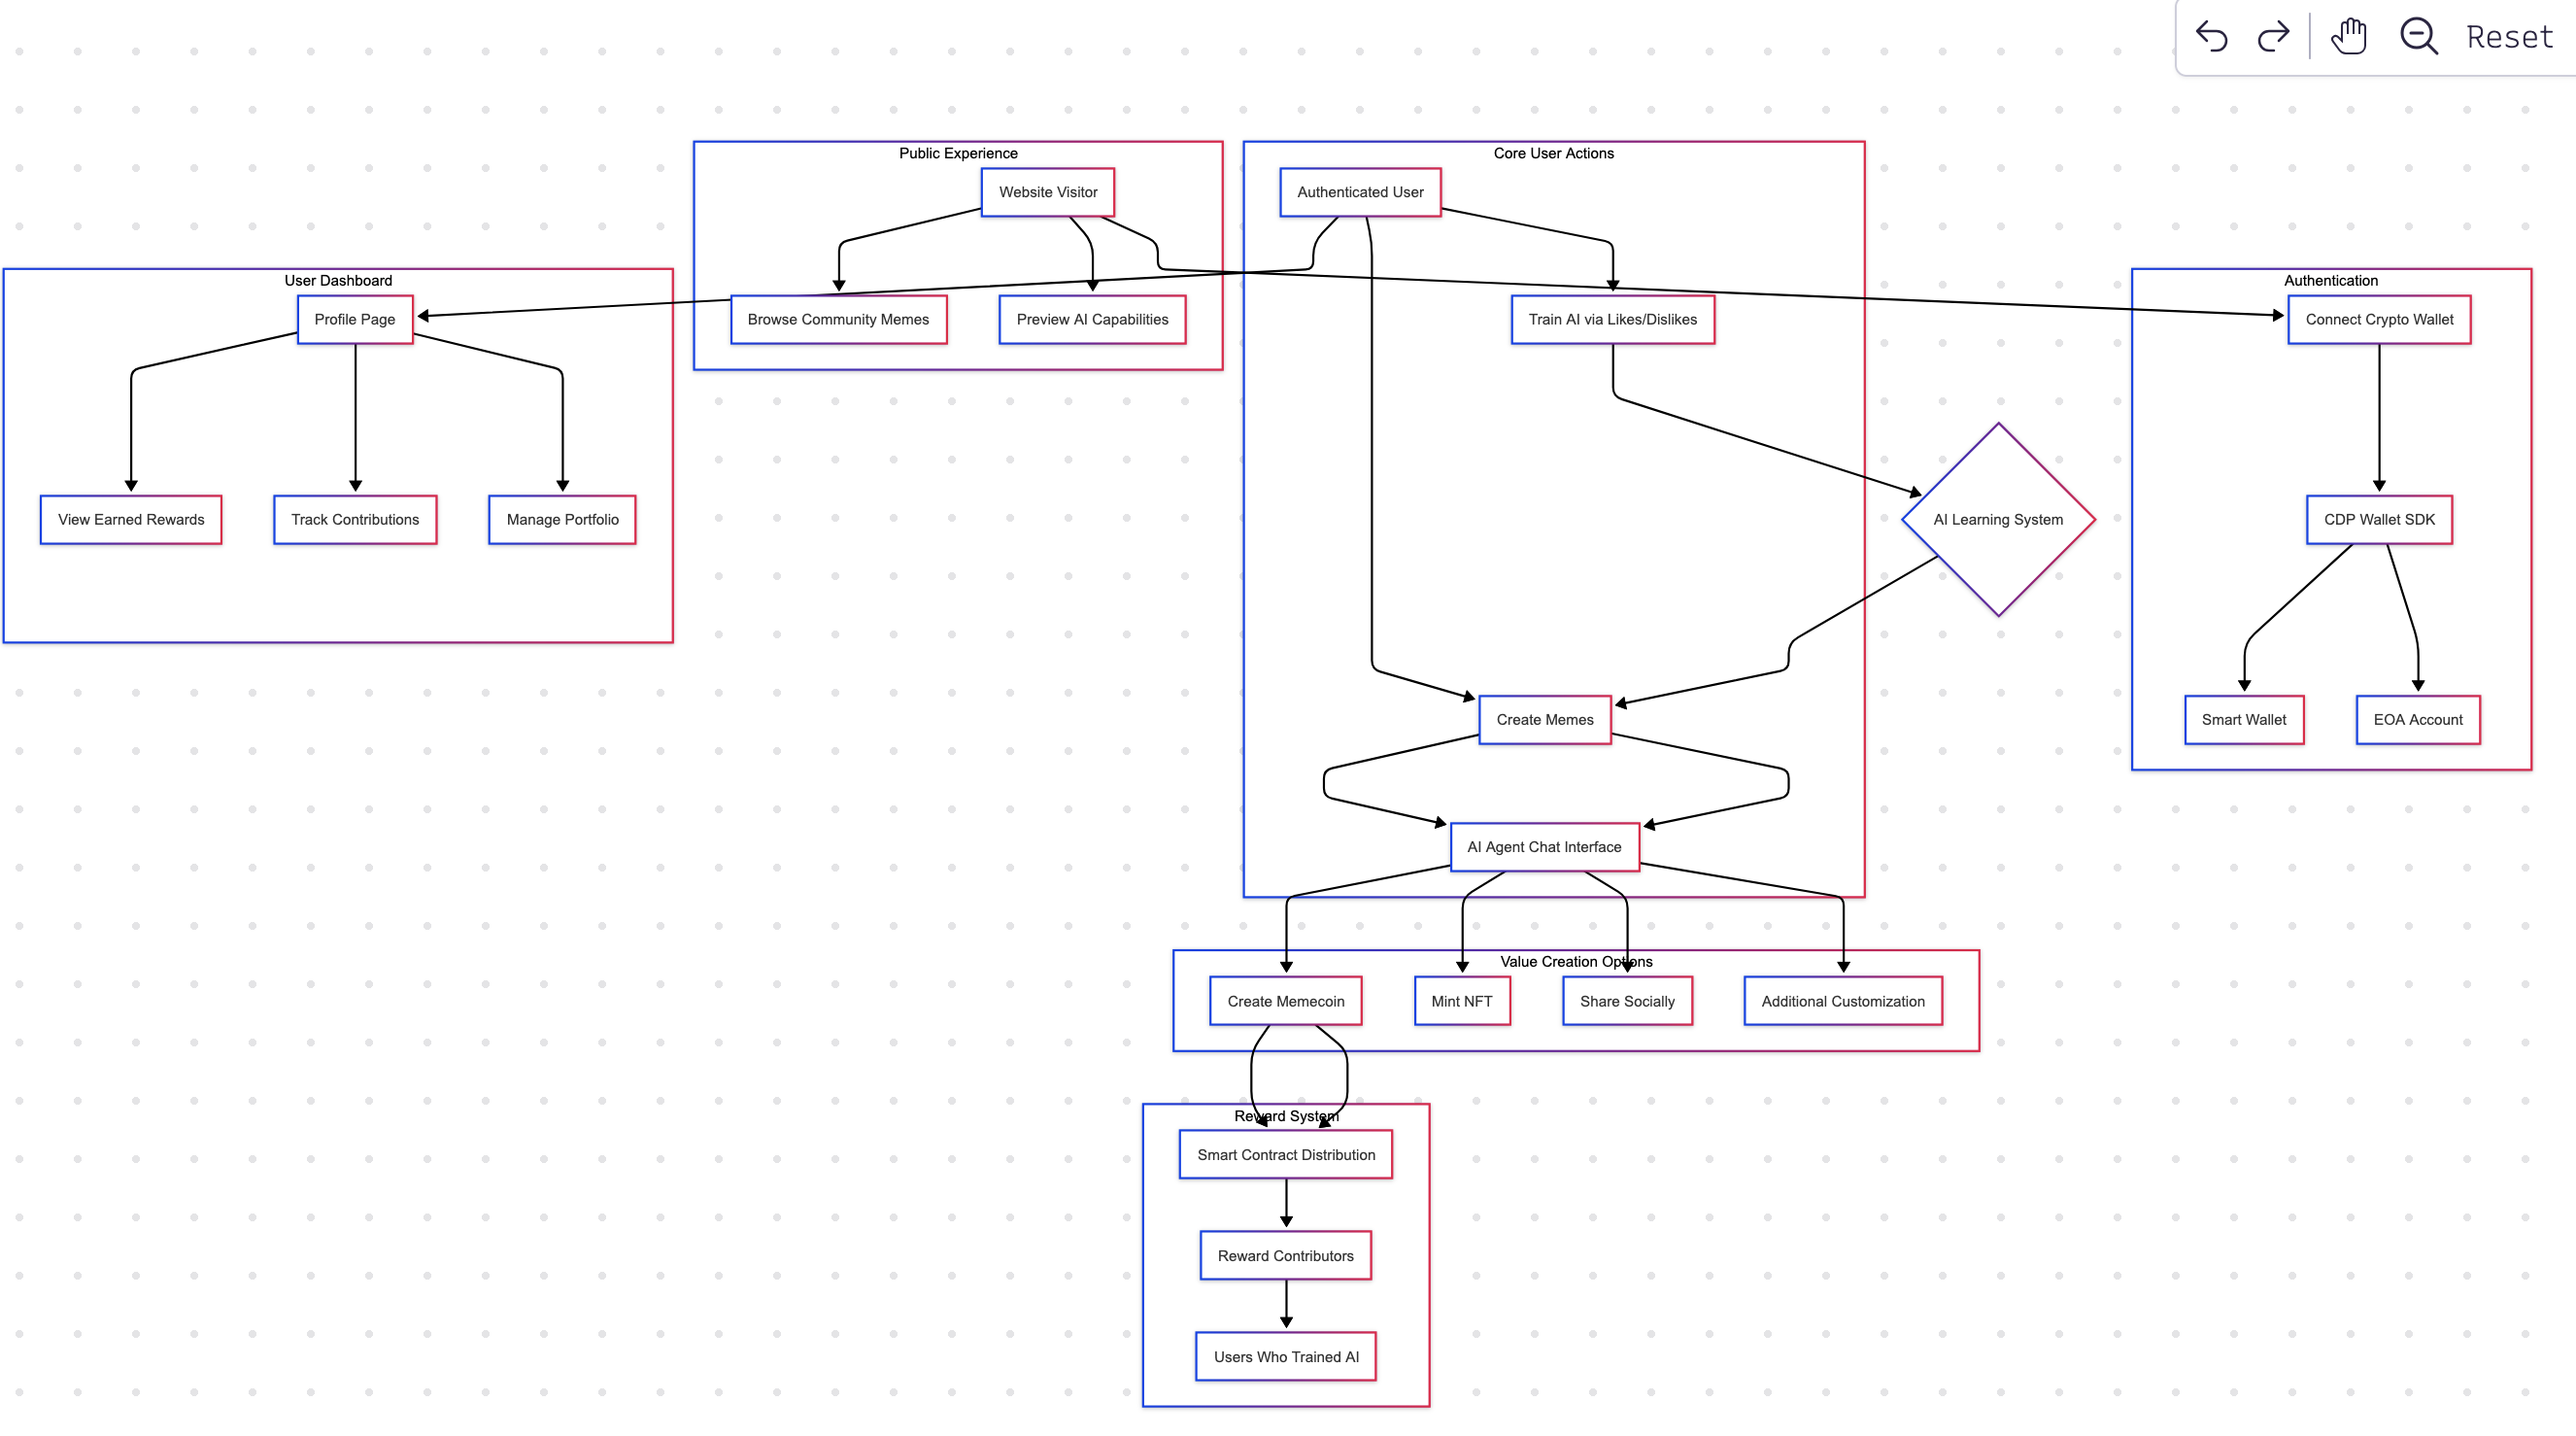 Reset
Public Experience
Core User Actions
Website Visitor
Authenticated User
User Dashboard
Authentication
Profile Page
Browse Community Memes
Preview AI Capabilities
Train AI via Likes/Dislikes
Connect Crypto Wallet
View Earned Rewards
Track Contributions
Manage Portfolio
AI Learning System
CDP Wallet SDK
Create Memes
Smart Wallet
EOA Account
AI Agent Chat Interface
Value Creation Options
Create Memecoin
Mint NFT
Share Socially
Additional Customization
Reward System
Smart Contract Distribution
Reward Contributors
Users Who Trained AI